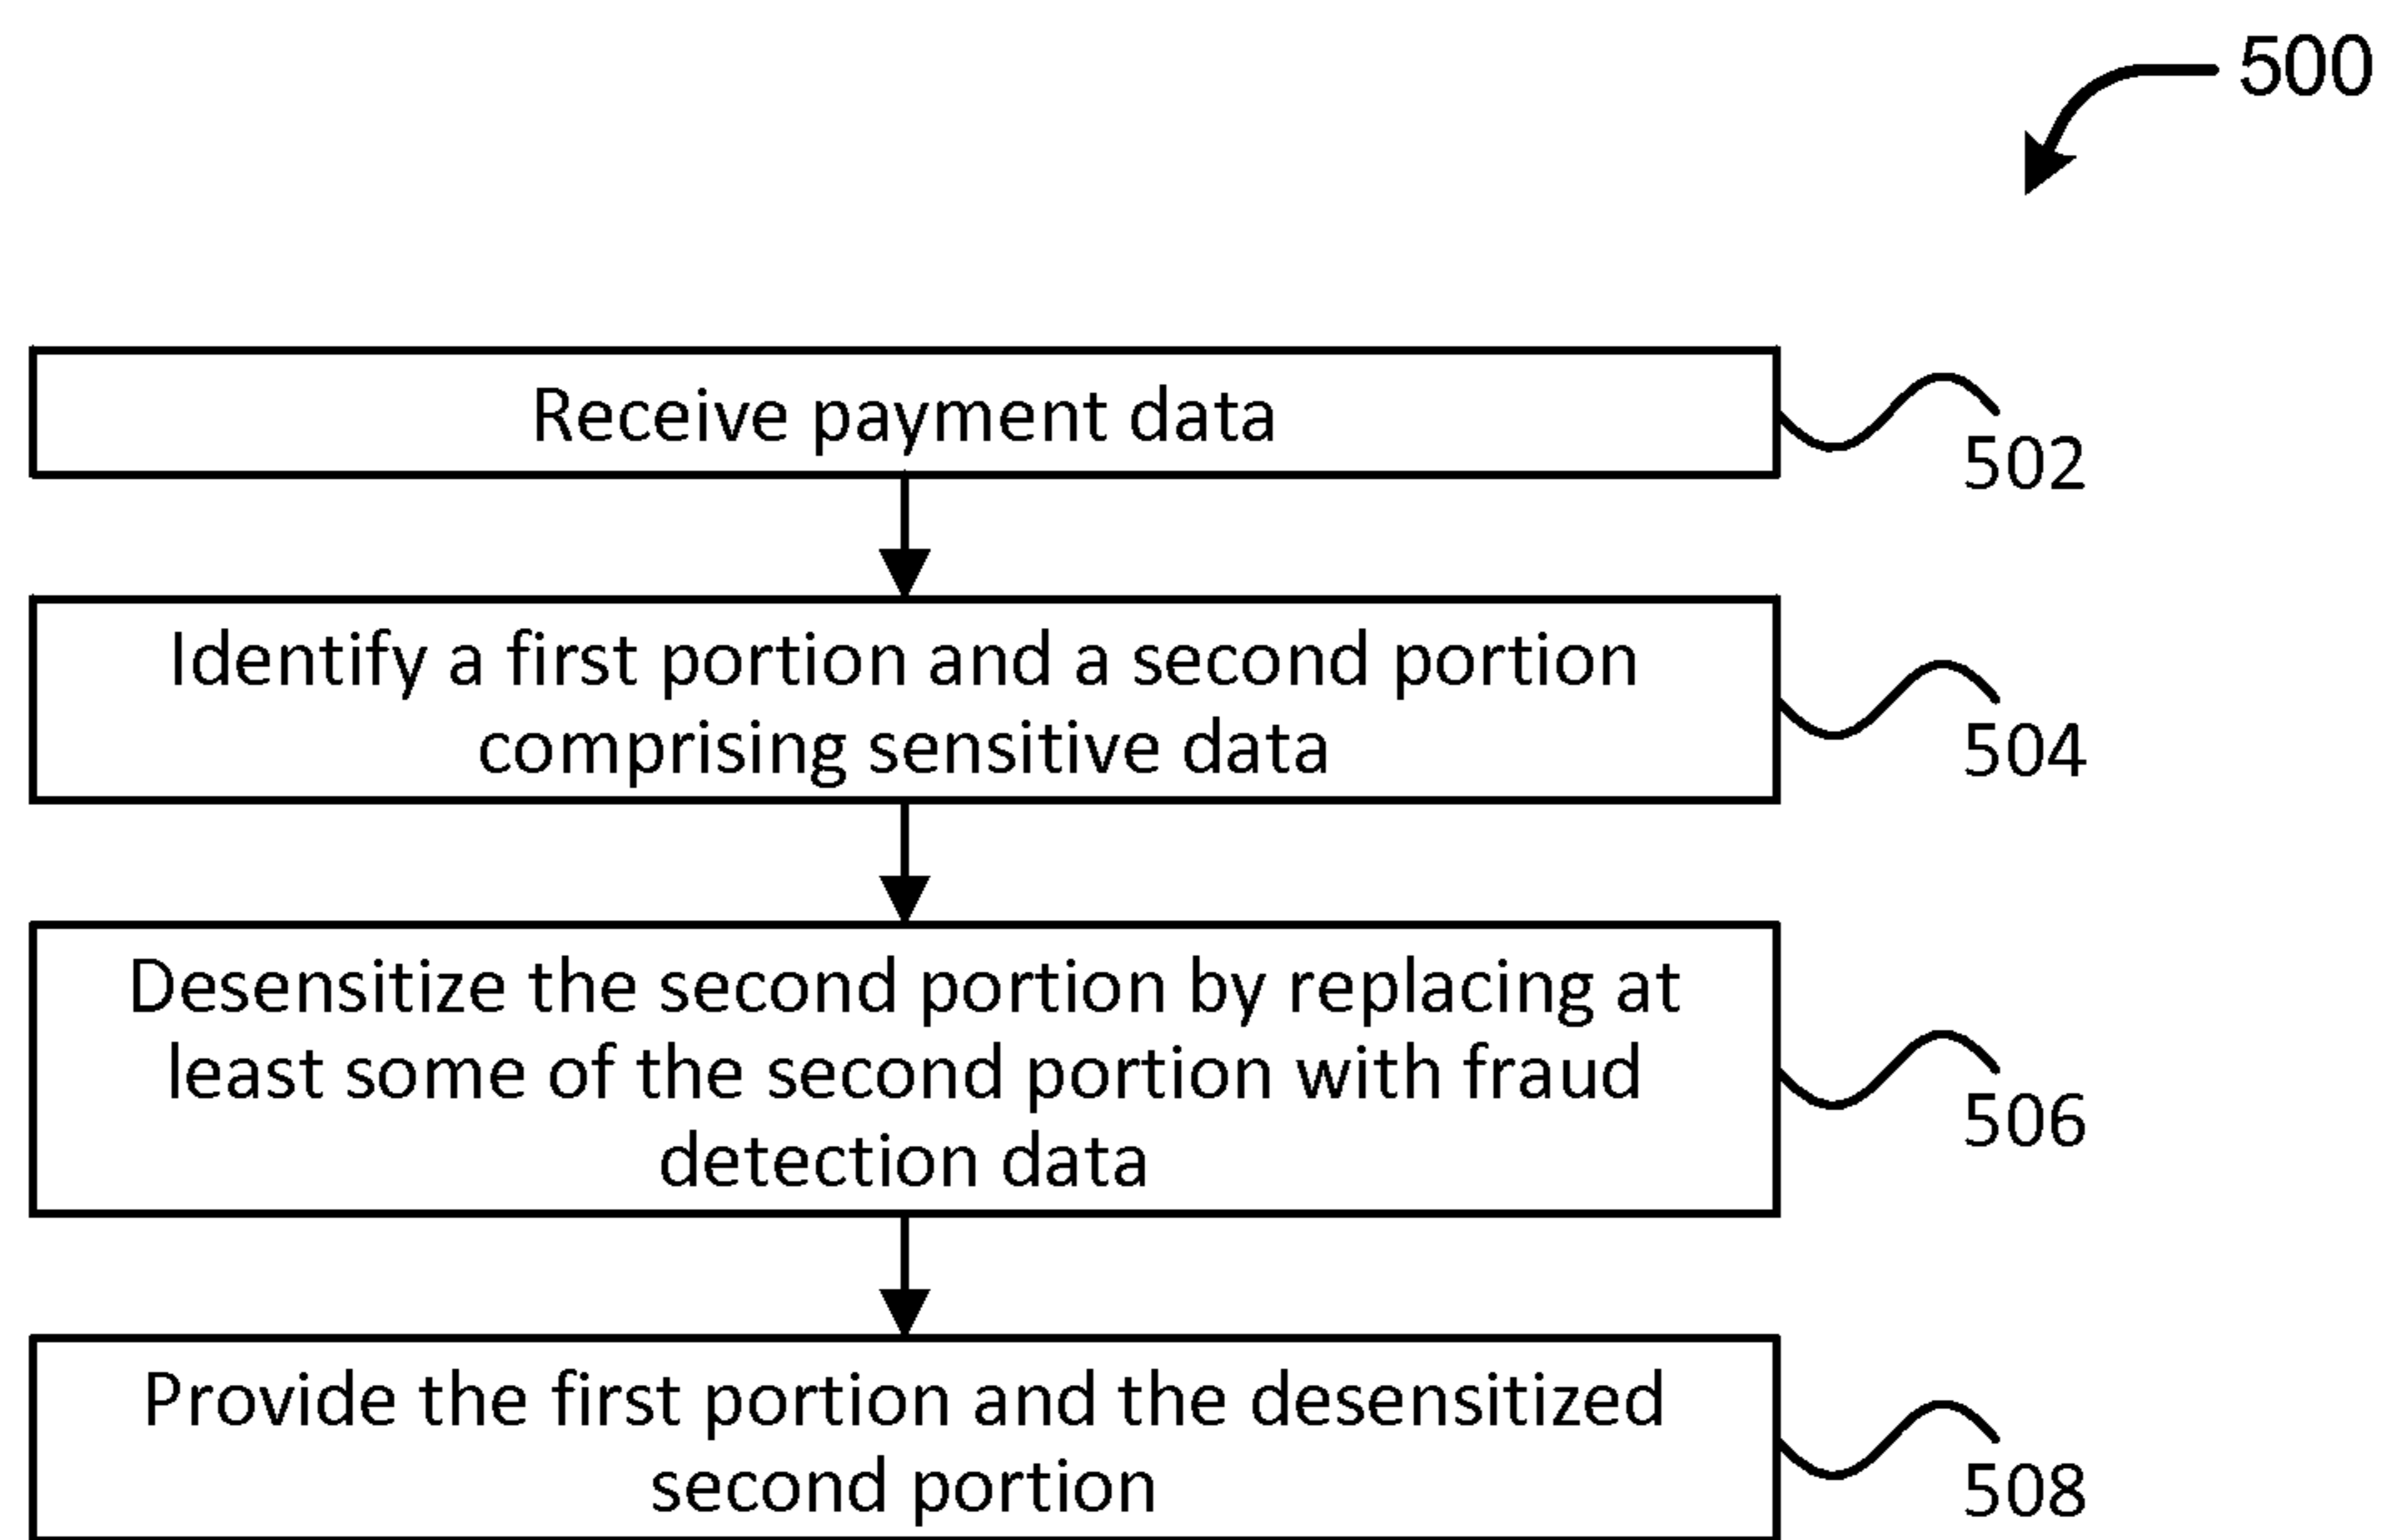 500
Receive payment data
502
Identify a first portion and a second portion
comprising sensitive data
504
Desensitize the second portion by replacing at
least some of the second portion with fraud
detection data
506
Provide the first portion and the desensitized
second portion
508